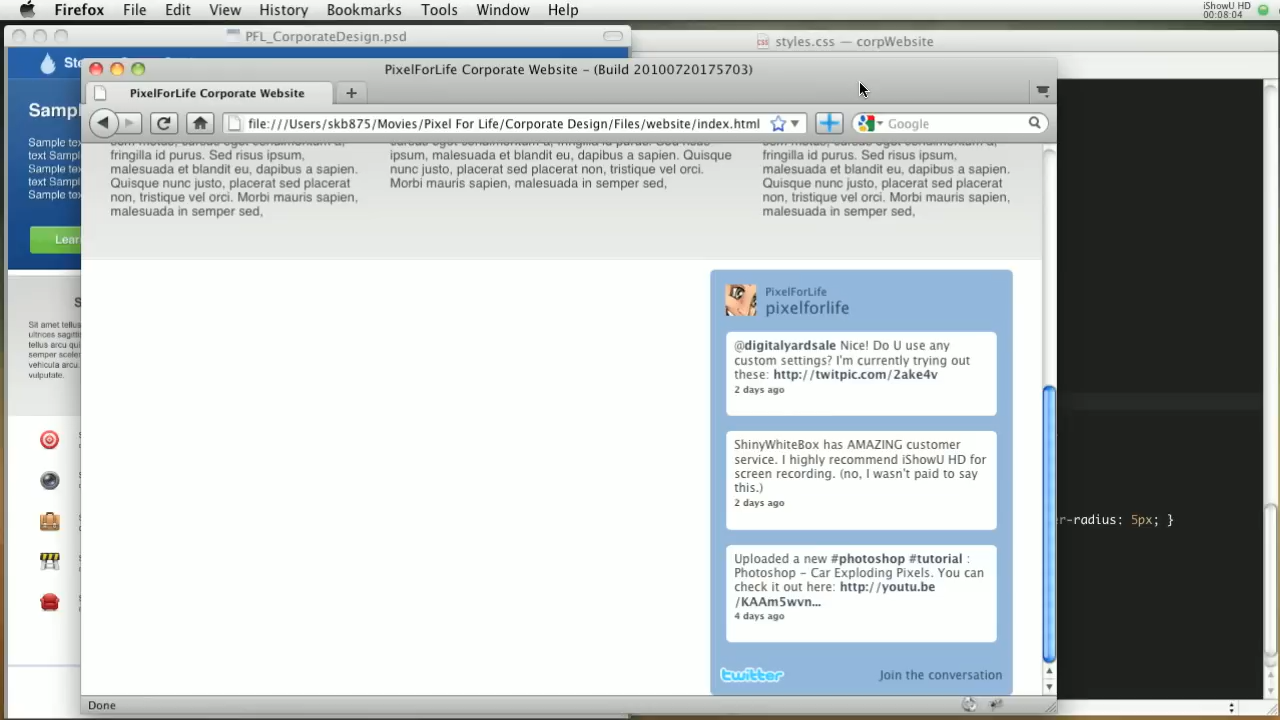 Firefox File Edit View History Bookmarks Tools Window Help
iShowU HD
00:08:04
PFL_CorporateDesign.psd
styles.css — corpWebsite
PixelForLife Corporate Website – (Build 20100720175703)
PixelForLife Corporate Website
file:///Users/skb875/Movies/Pixel For Life/Corporate Design/Files/website/index.html
Google
fringilla id purus. Sed risus ipsum,
malesuada et blandit eu, dapibus a sapien.
Quisque nunc justo, placerat sed placerat
non, tristique vel orci. Morbi mauris sapien,
malesuada in semper sed,
ipsum, malesuada et blandit eu, dapibus a sapien. Quisque
nunc justo, placerat sed placerat non, tristique vel orci.
Morbi mauris sapien, malesuada in semper sed,
fringilla id purus. Sed risus ipsum,
malesuada et blandit eu, dapibus a sapien.
Quisque nunc justo, placerat sed placerat
non, tristique vel orci. Morbi mauris sapien,
malesuada in semper sed,
Sample tex
text Sampl
Sample tex
text Sampl
Sample tex
Lear
S
Sit amet tellus
ultrices sagitti
tellus arcu qui
semper sceler
vehicula arcu.
vulputate.
PixelForLife
pixelforlife
@digitalyardsale Nice! Do U use any
custom settings? I'm currently trying out
these: http://twitpic.com/2ake4v
2 days ago
ShinyWhiteBox has AMAZING customer
service. I highly recommend iShowU HD for
screen recording. (no, I wasn't paid to say
this.)
2 days ago
Uploaded a new #photoshop #tutorial :
Photoshop – Car Exploding Pixels. You can
check it out here: http://youtu.be
/KAAm5wvn...
4 days ago
twitter
Join the conversation
er-radius: 5px; }
Done